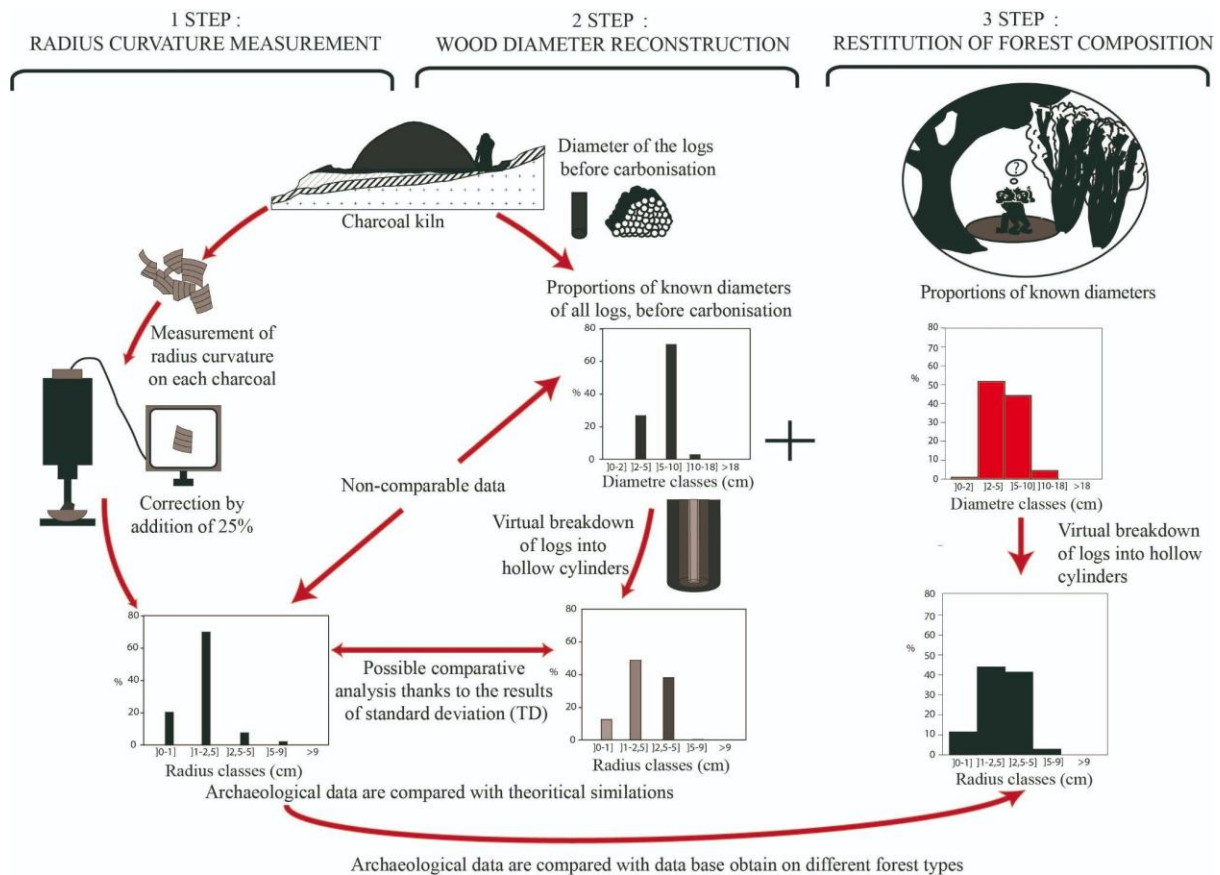 1 STEP :
RADIUS CURVATURE MEASUREMENT
2 STEP :
WOOD DIAMETER RECONSTRUCTION
3 STEP :
RESTITUTION OF FOREST COMPOSITION
Charcoal kiln
Diameter of the logs
before carbonisation
?
Measurement of
radius curvature
on each charcoal
Correction by
addition of 25%
Proportions of known diameters
of all logs, before carbonisation
80
60
%
40
20
0
]0-2] ]2-5] ]5-10] ]10-18] >18
Diametre classes (cm)
Non-comparable data
Virtual breakdown
of logs into
hollow cylinders
80
60
%
40
20
0
]0-1] ]1-2,5] ]2,5-5] ]5-9] >9
Radius classes (cm)
Possible comparative
analysis thanks to the results
of standard deviation (TD)
80
60
%
40
20
0
]0-1] ]1-2,5] ]2,5-5] ]5-9] >9
Radius classes (cm)
Proportions of known diameters
80
70
60
%
50
40
30
20
10
0
]0-2] ]2-5] ]5-10] ]10-18] >18
Diametre classes (cm)
Virtual breakdown
of logs into hollow
cylinders
80
60
%
50
40
30
20
10
0
]0-1] ]1-2,5] ]2,5-5] ]5-9] >9
Radius classes (cm)
Archaeological data are compared with theoritical similations
Archaeological data are compared with data base obtain on different forest types